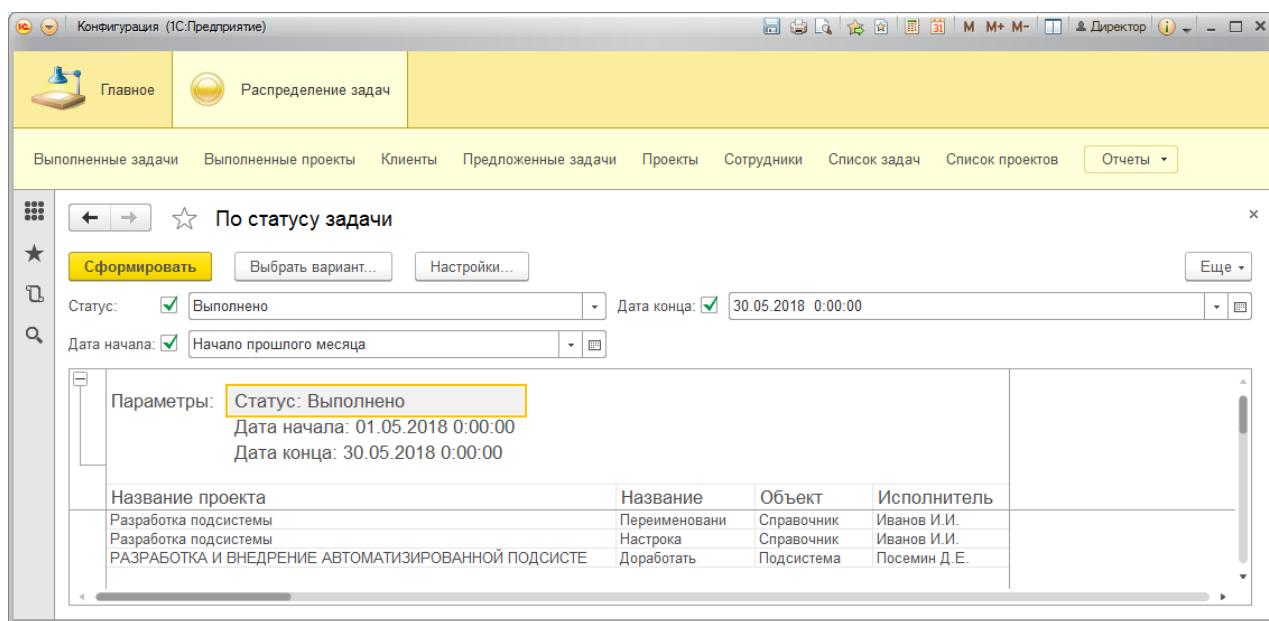 Конфигурация (1С:Предприятие) 31 M M+ M- Директор
Главное Распределение задач
Выполненные задачи Выполненные проекты Клиенты Предложенные задачи Проекты Сотрудники Список задач Список проектов Отчеты
По статусу задачи
Сформировать Выбрать вариант... Настройки... Еще
Статус: Выполнено Дата конца: 30.05.2018 0:00:00
Дата начала: Начало прошлого месяца
Параметры: Статус: Выполнено
Дата начала: 01.05.2018 0:00:00
Дата конца: 30.05.2018 0:00:00
Название проекта Название Объект Исполнитель
Разработка подсистемы Переименовани Справочник Иванов И.И.
Разработка подсистемы Настрока Справочник Иванов И.И.
РАЗРАБОТКА И ВНЕДРЕНИЕ АВТОМАТИЗИРОВАННОЙ ПОДСИСТЕ Доработать Подсистема Посемин Д.Е.